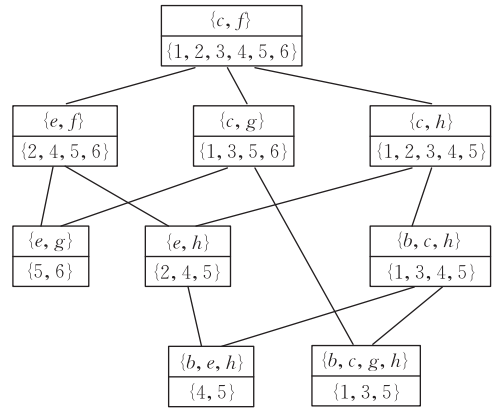 {c, f}
{1, 2, 3, 4, 5, 6}
{e, f}
{2, 4, 5, 6}
{c, g}
{1, 3, 5, 6}
{c, h}
{1, 2, 3, 4, 5}
{e, g}
{5, 6}
{e, h}
{2, 4, 5}
{b, c, h}
{1, 3, 4, 5}
{b, e, h}
{4, 5}
{b, c, g, h}
{1, 3, 5}